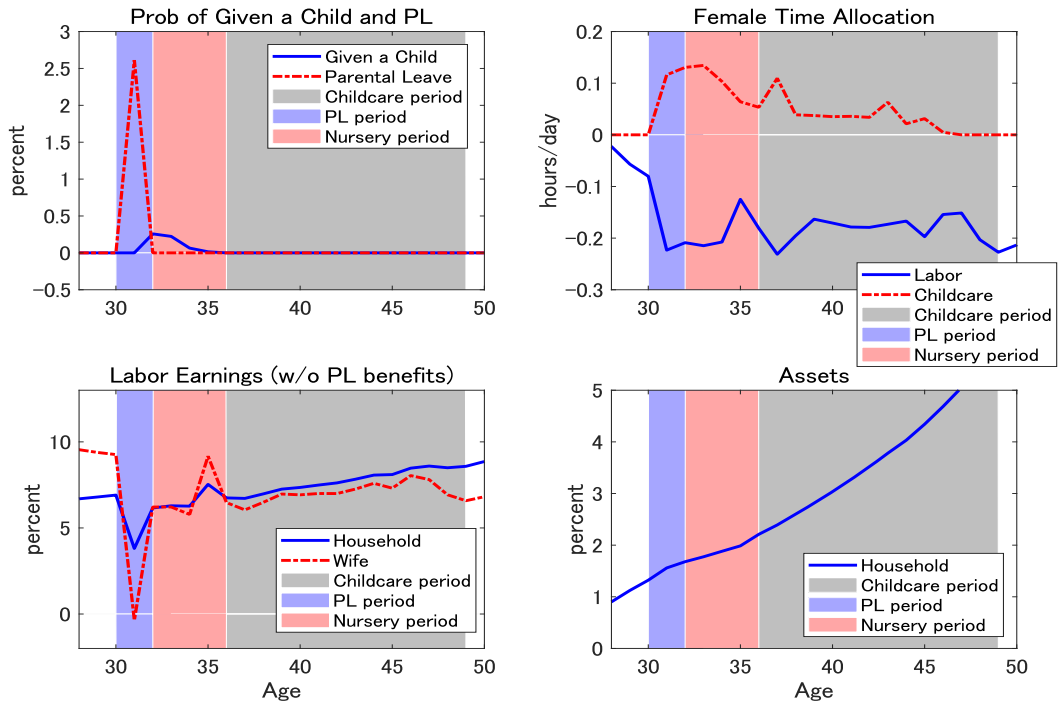 Prob of Given a Child and PL
3
2.5
2
1.5
1
0.5
0
-0.5
percent
30
35
40
45
50
Given a Child
Parental Leave
Childcare period
PL period
Nursery period
Female Time Allocation
0.2
0.1
0
-0.1
-0.2
-0.3
hours/day
30
35
40
45
50
Labor
Childcare
Childcare period
PL period
Nursery period
Labor Earnings (w/o PL benefits)
10
5
0
percent
30
35
40
45
50
Age
Household
Wife
Childcare period
PL period
Nursery period
Assets
5
4
3
2
1
0
percent
30
35
40
45
50
Age
Household
Childcare period
PL period
Nursery period